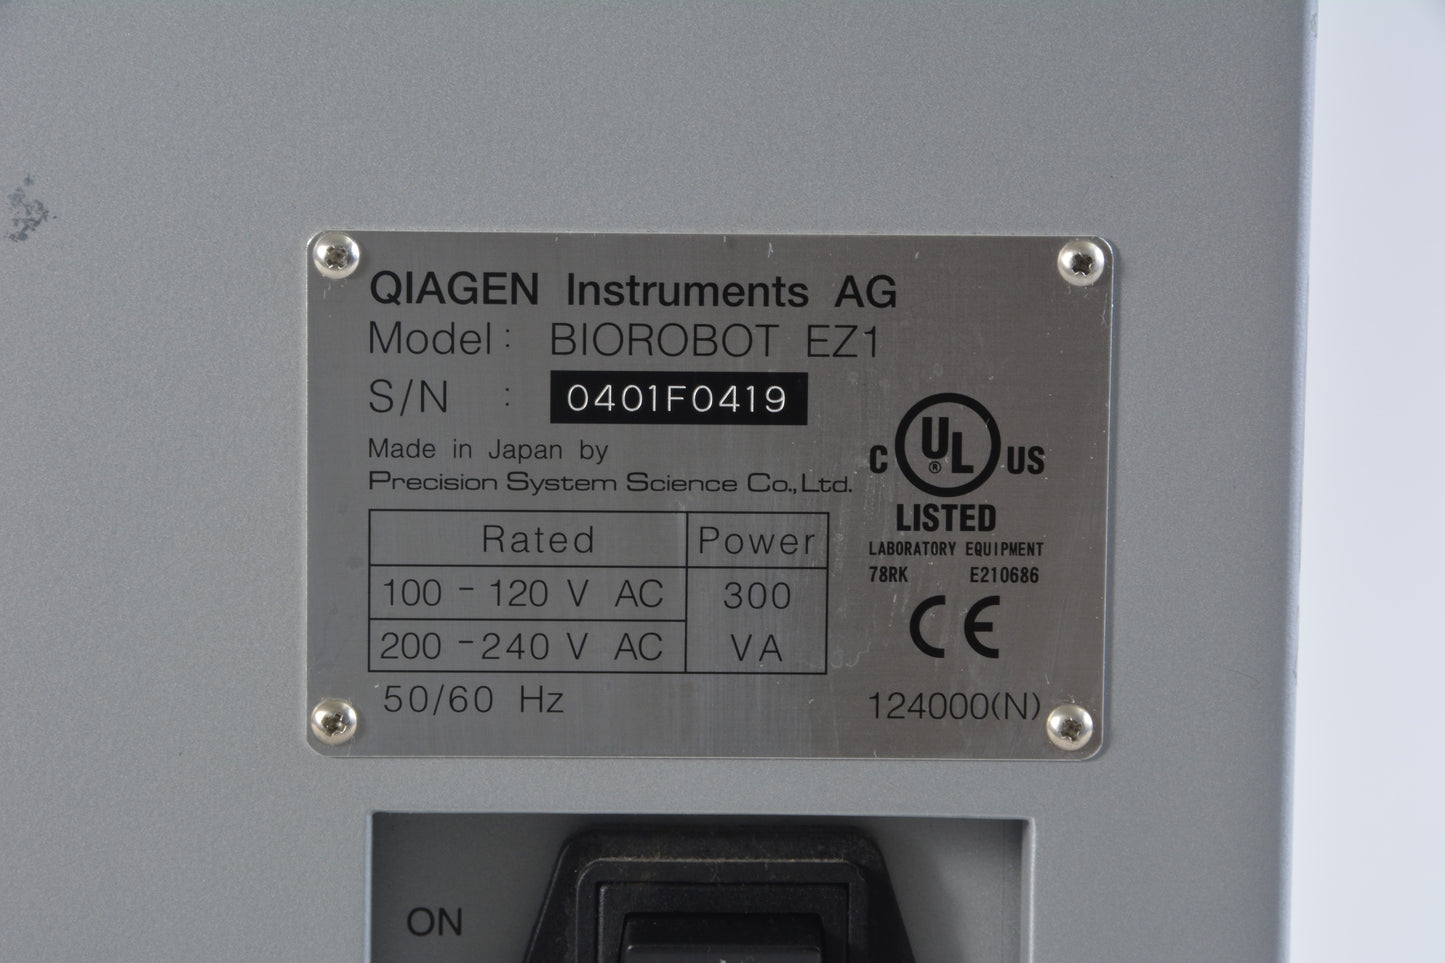 QIAGEN Instruments AG
Model : BIOROBOT EZ1
S/N : 0401F0419
Made in Japan by
Precision System Science Co.,Ltd.
Rated Power
100 - 120 V AC 300
200 - 240 V AC VA
50/60 Hz
C UL ® US
LISTED
LABORATORY EQUIPMENT
78RK E210686
CE
124000(N)
ON